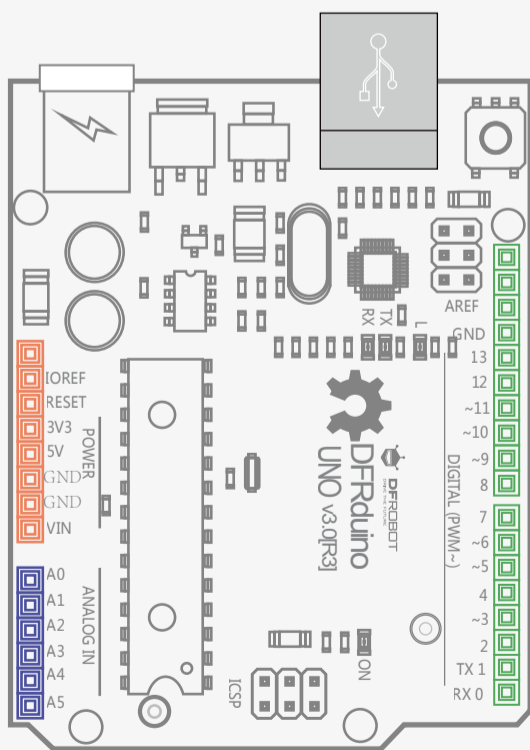 RX
TX
L
AREF
GND
13
12
~11
~10
~9
8
7
~6
~5
4
~3
2
TX 1
RX 0
DIGITAL (PWM~)
IOREF
RESET
3V3
5V
GND
GND
VIN
POWER
A0
A1
A2
A3
A4
A5
ANALOG IN
DFRduino
UNO v3.0[R3]
DFROBOT
ON
ICSP